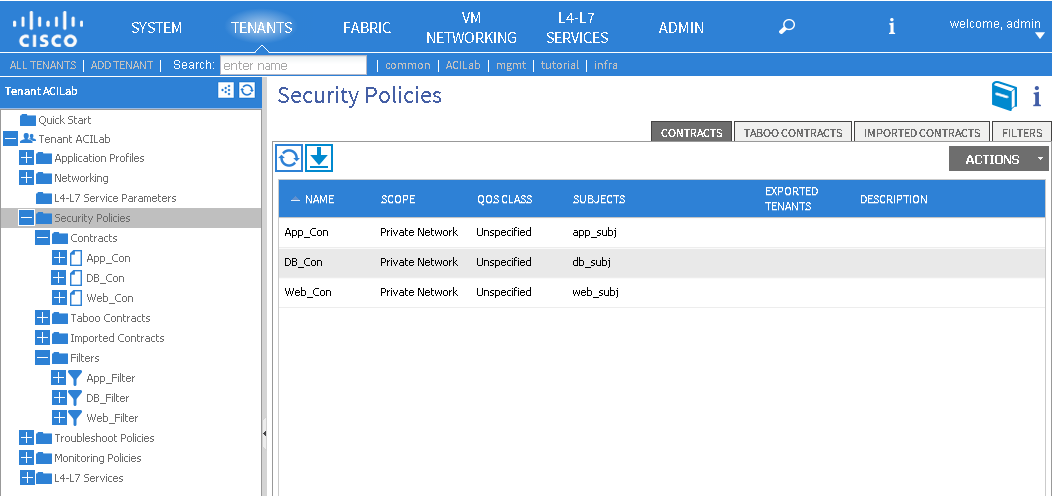 CISCO
SYSTEM
TENANTS
FABRIC
VM NETWORKING
L4-L7 SERVICES
ADMIN
i
welcome, admin
ALL TENANTS | ADD TENANT | Search: enter name | common | ACILab | mgmt | tutorial | infra
Tenant ACILab
Quick Start
Tenant ACILab
Application Profiles
Networking
L4-L7 Service Parameters
Security Policies
Contracts
App_Con
DB_Con
Web_Con
Taboo Contracts
Imported Contracts
Filters
App_Filter
DB_Filter
Web_Filter
Troubleshoot Policies
Monitoring Policies
L4-L7 Services
Security Policies
i
CONTRACTS TABOO CONTRACTS IMPORTED CONTRACTS FILTERS
ACTIONS
NAME SCOPE QOS CLASS SUBJECTS EXPORTED TENANTS DESCRIPTION
App_Con Private Network Unspecified app_subj
DB_Con Private Network Unspecified db_subj
Web_Con Private Network Unspecified web_subj